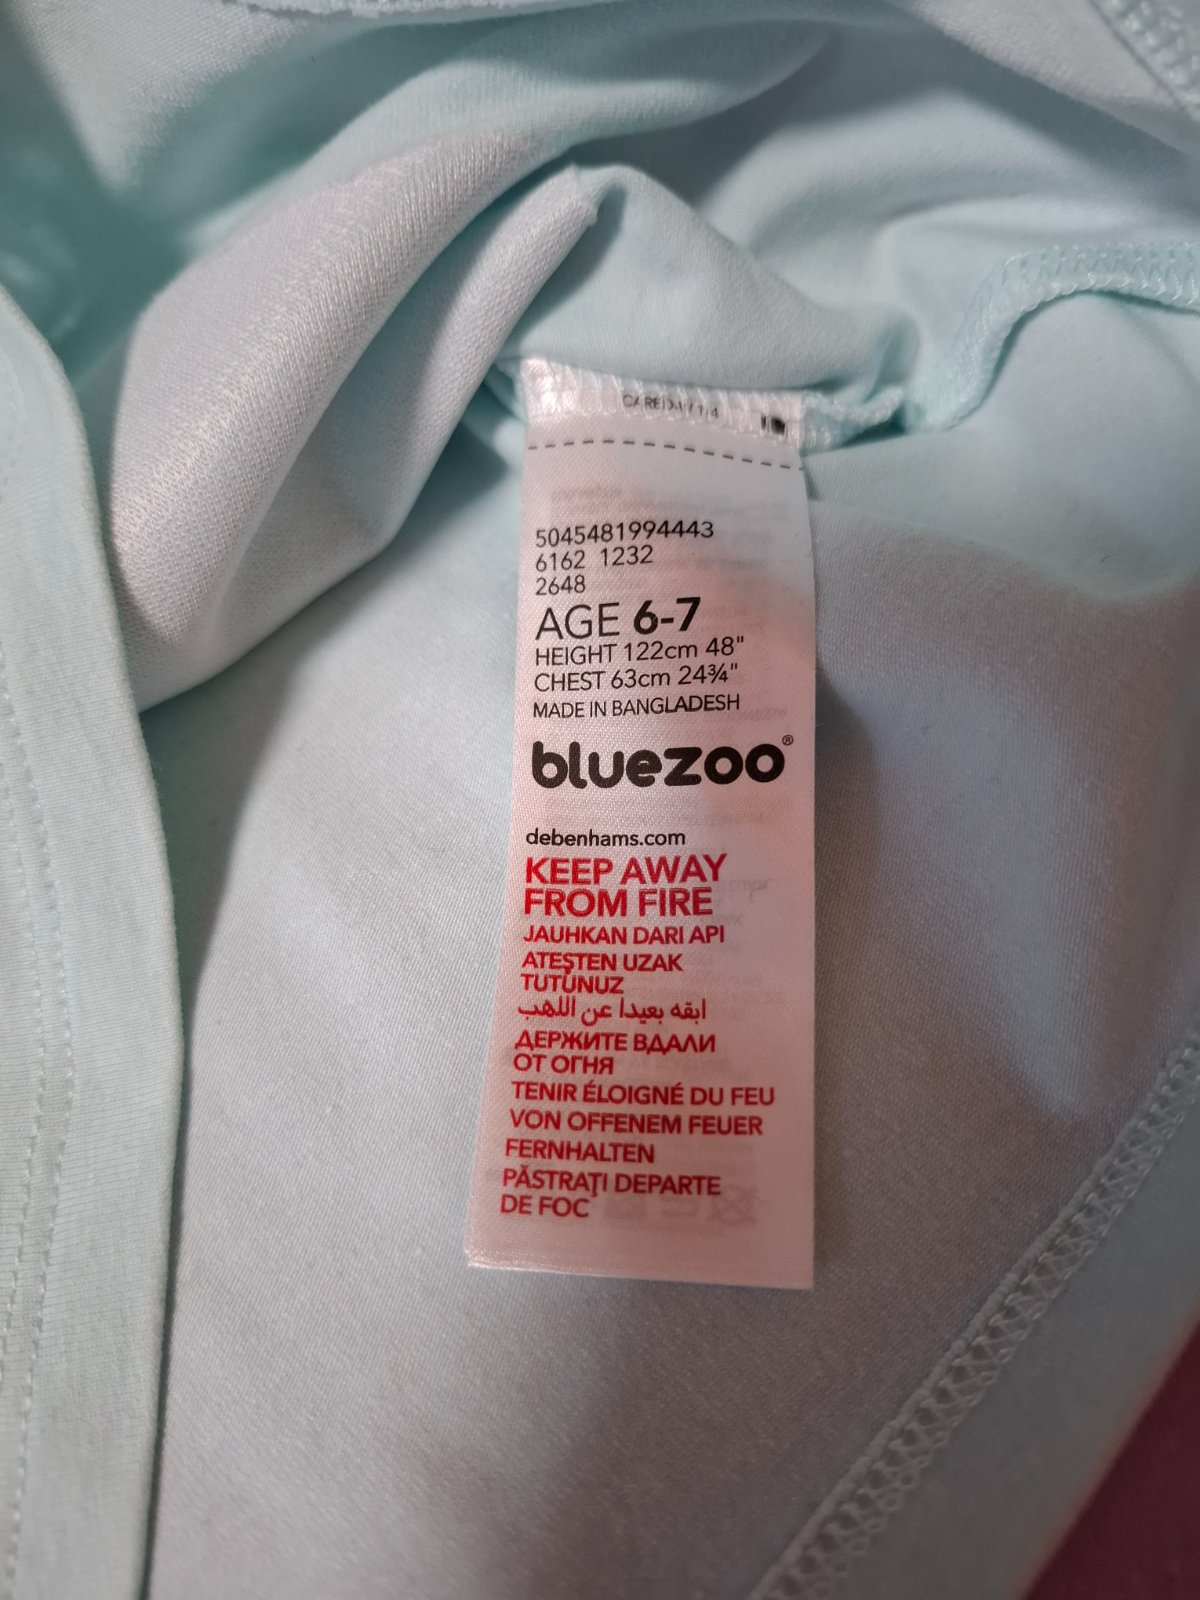 5045481994443
6162 1232
2648
AGE 6-7
HEIGHT 122cm 48"
CHEST 63cm 24¾"
MADE IN BANGLADESH
bluezoo®
debenhams.com
KEEP AWAY
FROM FIRE
JAUHKAN DARI API
ATEŞTEN UZAK
TUTUNUZ
ابقه بعيدا عن اللهب
ДЕРЖИТЕ ВДАЛИ
ОТ ОГНЯ
TENIR ÉLOIGNÉ DU FEU
VON OFFENEM FEUER
FERNHALTEN
PĂSTRAŢI DEPARTE
DE FOC